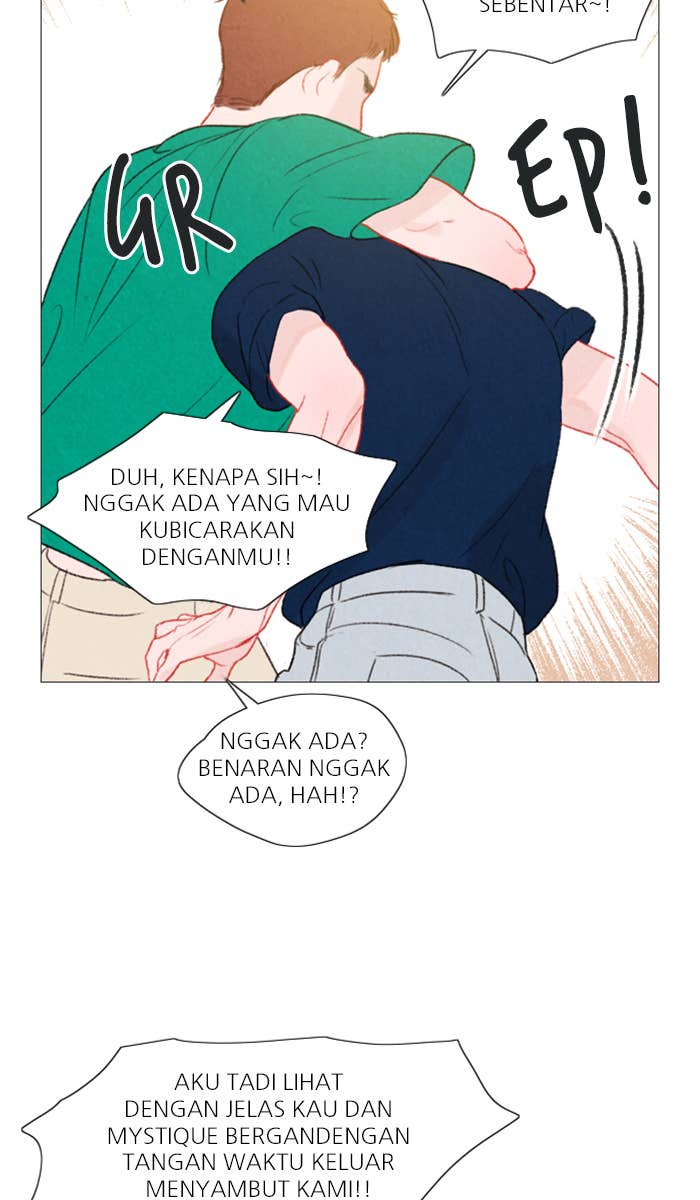 SEBENTAR~!
GR
EP!
DUH, KENAPA SIH~!
NGGAK ADA YANG MAU
KUBICARAKAN
DENGANMU!!
NGGAK ADA?
BENARAN NGGAK
ADA, HAH!?
AKU TADI LIHAT
DENGAN JELAS KAU DAN
MYSTIQUE BERGANDENGAN
TANGAN WAKTU KELUAR
MENYAMBUT KAMI!!